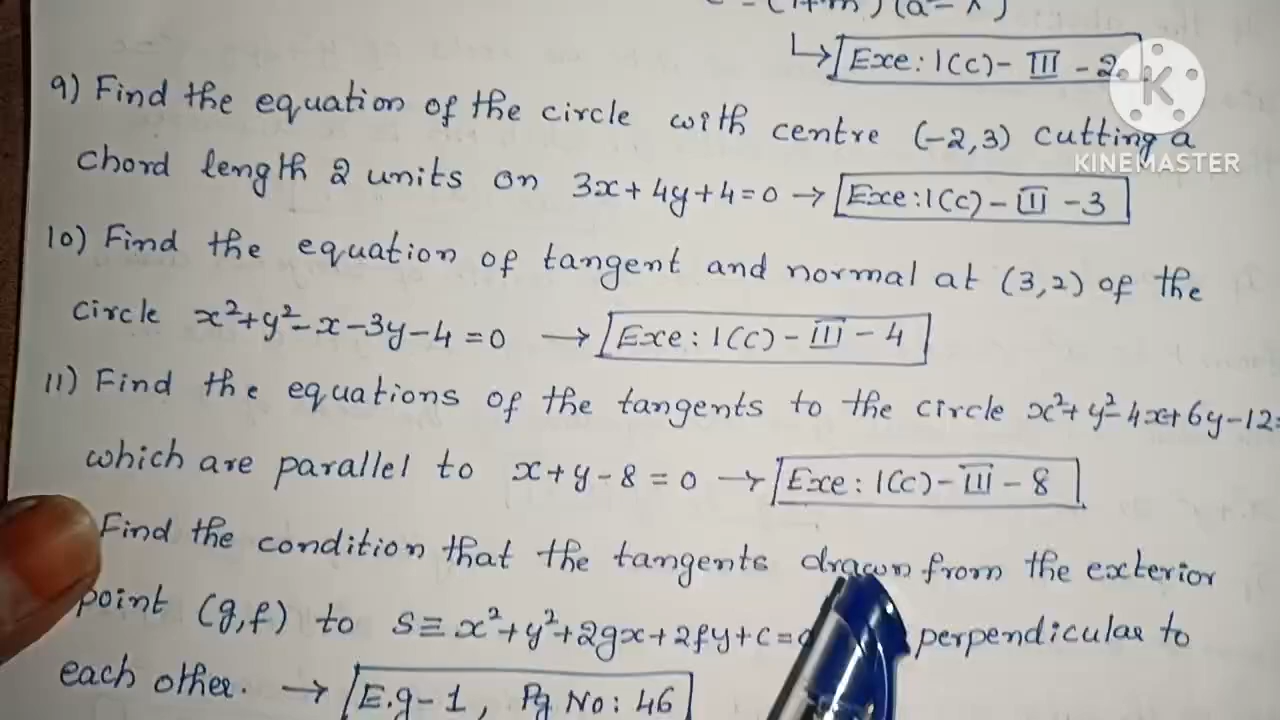 ↳ Exe: 1(c) - III - 2
K
KINEMASTER
9) Find the equation of the circle with centre (-2,3) cutting a
chord length 2 units on 3x+4y+4=0 → Exe:1(c) - II - 3
10) Find the equation of tangent and normal at (3,2) of the
circle x²+y²-x-3y-4=0 → Exe: 1(c) - III - 4
11) Find the equations of the tangents to the circle x²+y²-4x+6y-12=
which are parallel to x+y-8=0 → Exe: 1(c) - III - 8
Find the condition that the tangents drawn from the exterior
point (g,f) to S≡x²+y²+2gx+2fy+c= perpendicular to
each other. → E.g-1, Pg No: 46